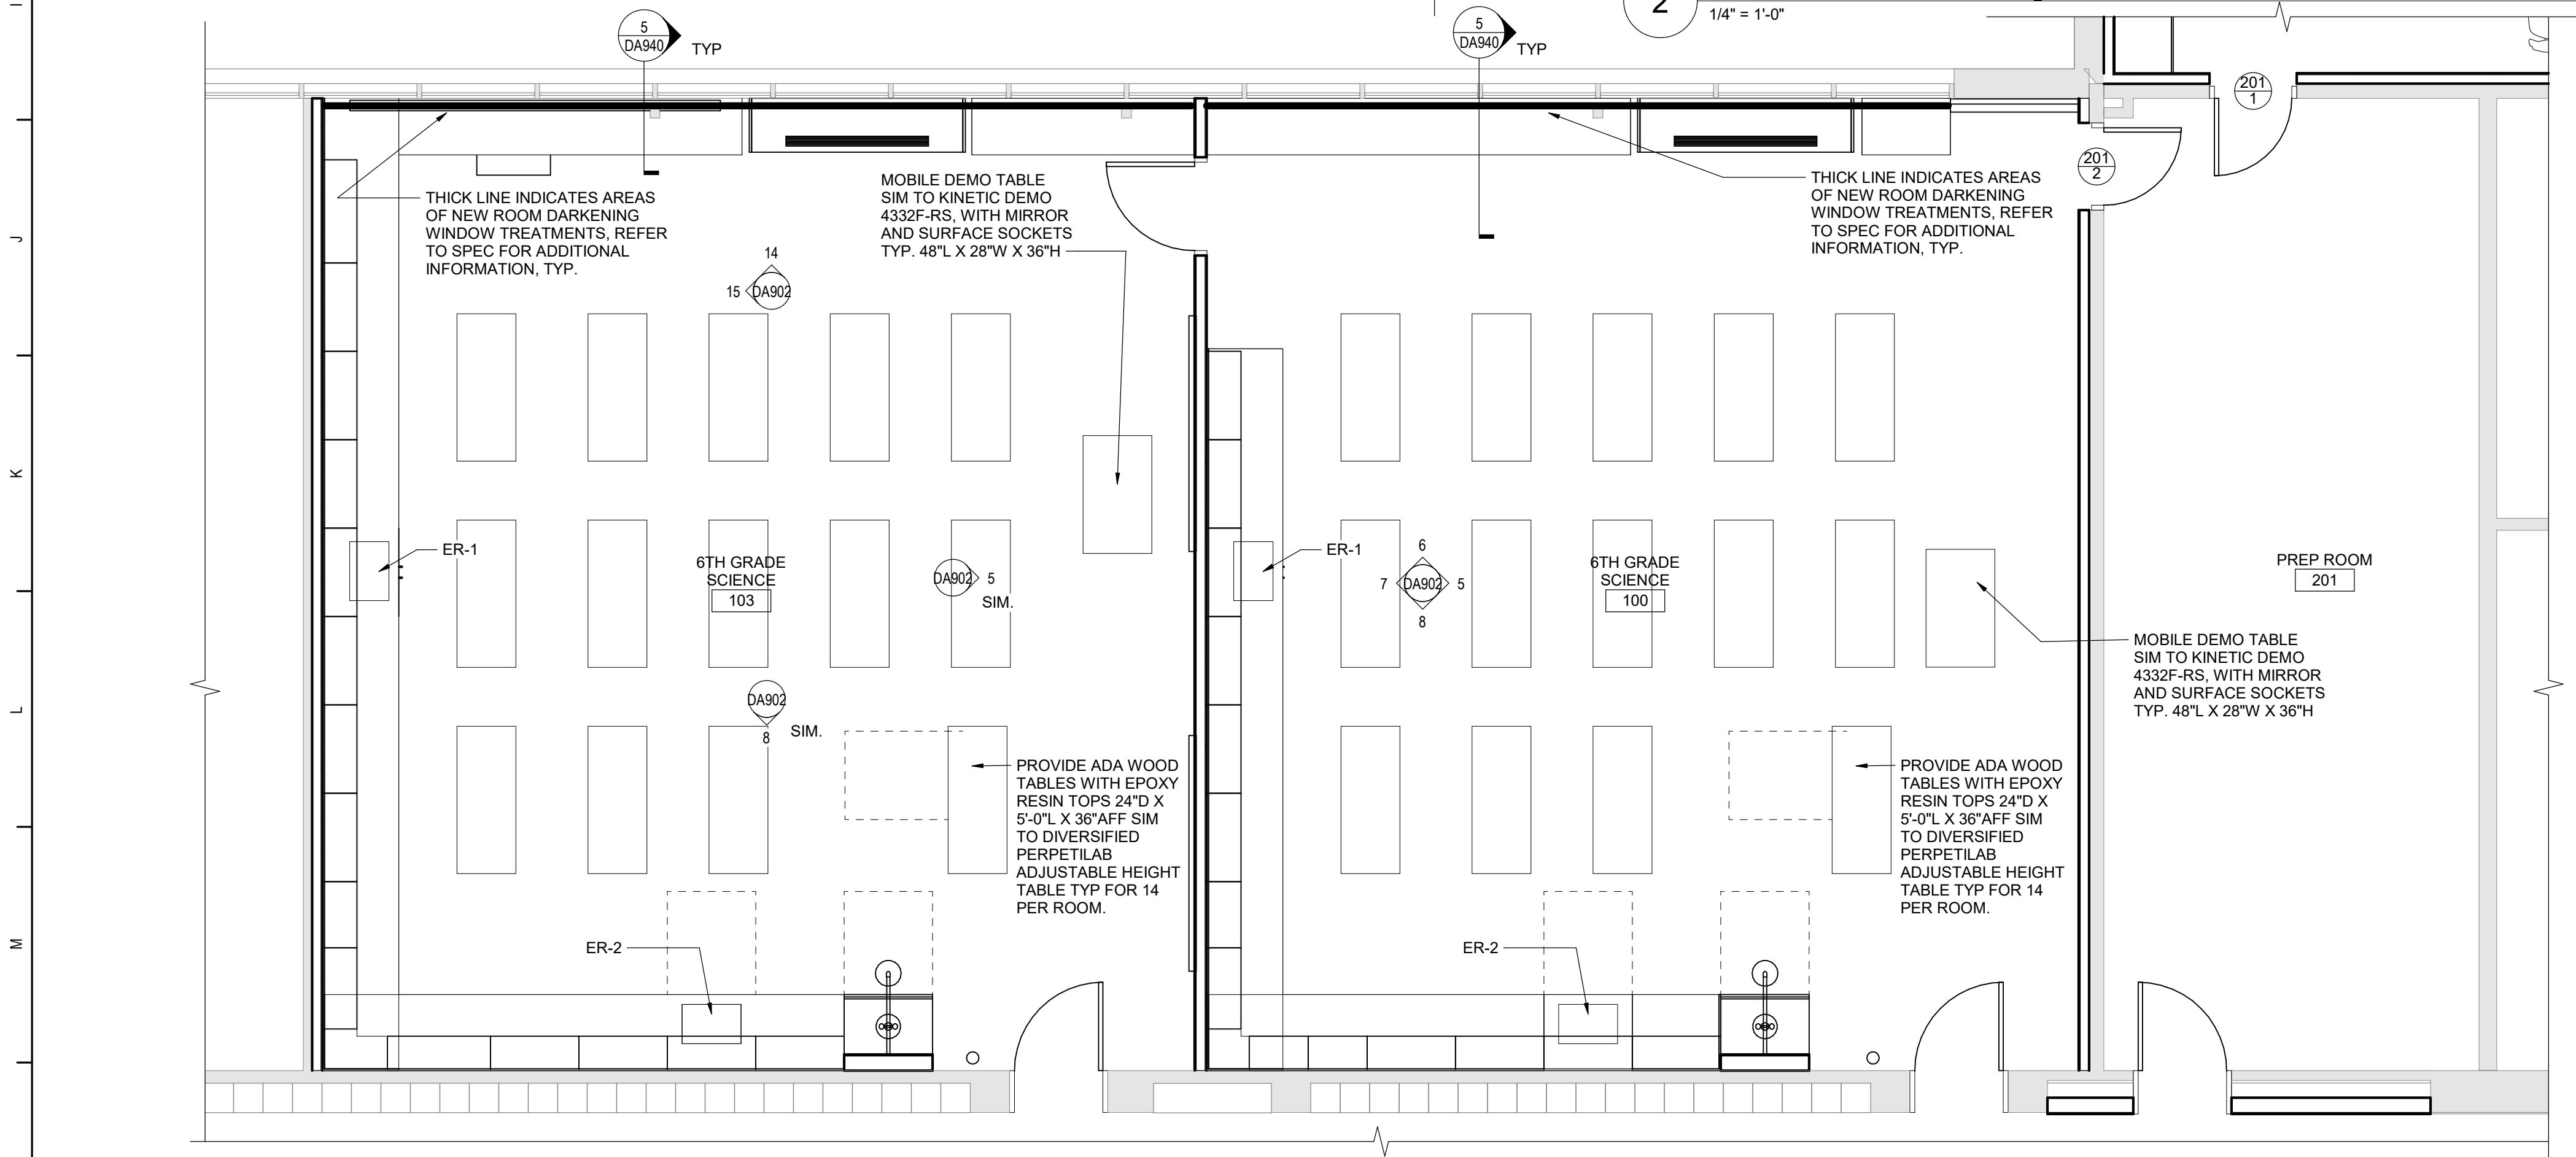 2
1/4" = 1'-0"
I
J
K
L
M
5
DA940
TYP
5
DA940
TYP
201
1
201
2
THICK LINE INDICATES AREAS
OF NEW ROOM DARKENING
WINDOW TREATMENTS, REFER
TO SPEC FOR ADDITIONAL
INFORMATION, TYP.
MOBILE DEMO TABLE
SIM TO KINETIC DEMO
4332F-RS, WITH MIRROR
AND SURFACE SOCKETS
TYP. 48"L X 28"W X 36"H
THICK LINE INDICATES AREAS
OF NEW ROOM DARKENING
WINDOW TREATMENTS, REFER
TO SPEC FOR ADDITIONAL
INFORMATION, TYP.
14
15 DA902
ER-1
6TH GRADE
SCIENCE
103
DA902 5
SIM.
ER-1
6
7 DA902 5
8
6TH GRADE
SCIENCE
100
PREP ROOM
201
MOBILE DEMO TABLE
SIM TO KINETIC DEMO
4332F-RS, WITH MIRROR
AND SURFACE SOCKETS
TYP. 48"L X 28"W X 36"H
DA902
8
SIM.
PROVIDE ADA WOOD
TABLES WITH EPOXY
RESIN TOPS 24"D X
5'-0"L X 36"AFF SIM
TO DIVERSIFIED
PERPETILAB
ADJUSTABLE HEIGHT
TABLE TYP FOR 14
PER ROOM.
PROVIDE ADA WOOD
TABLES WITH EPOXY
RESIN TOPS 24"D X
5'-0"L X 36"AFF SIM
TO DIVERSIFIED
PERPETILAB
ADJUSTABLE HEIGHT
TABLE TYP FOR 14
PER ROOM.
ER-2
ER-2